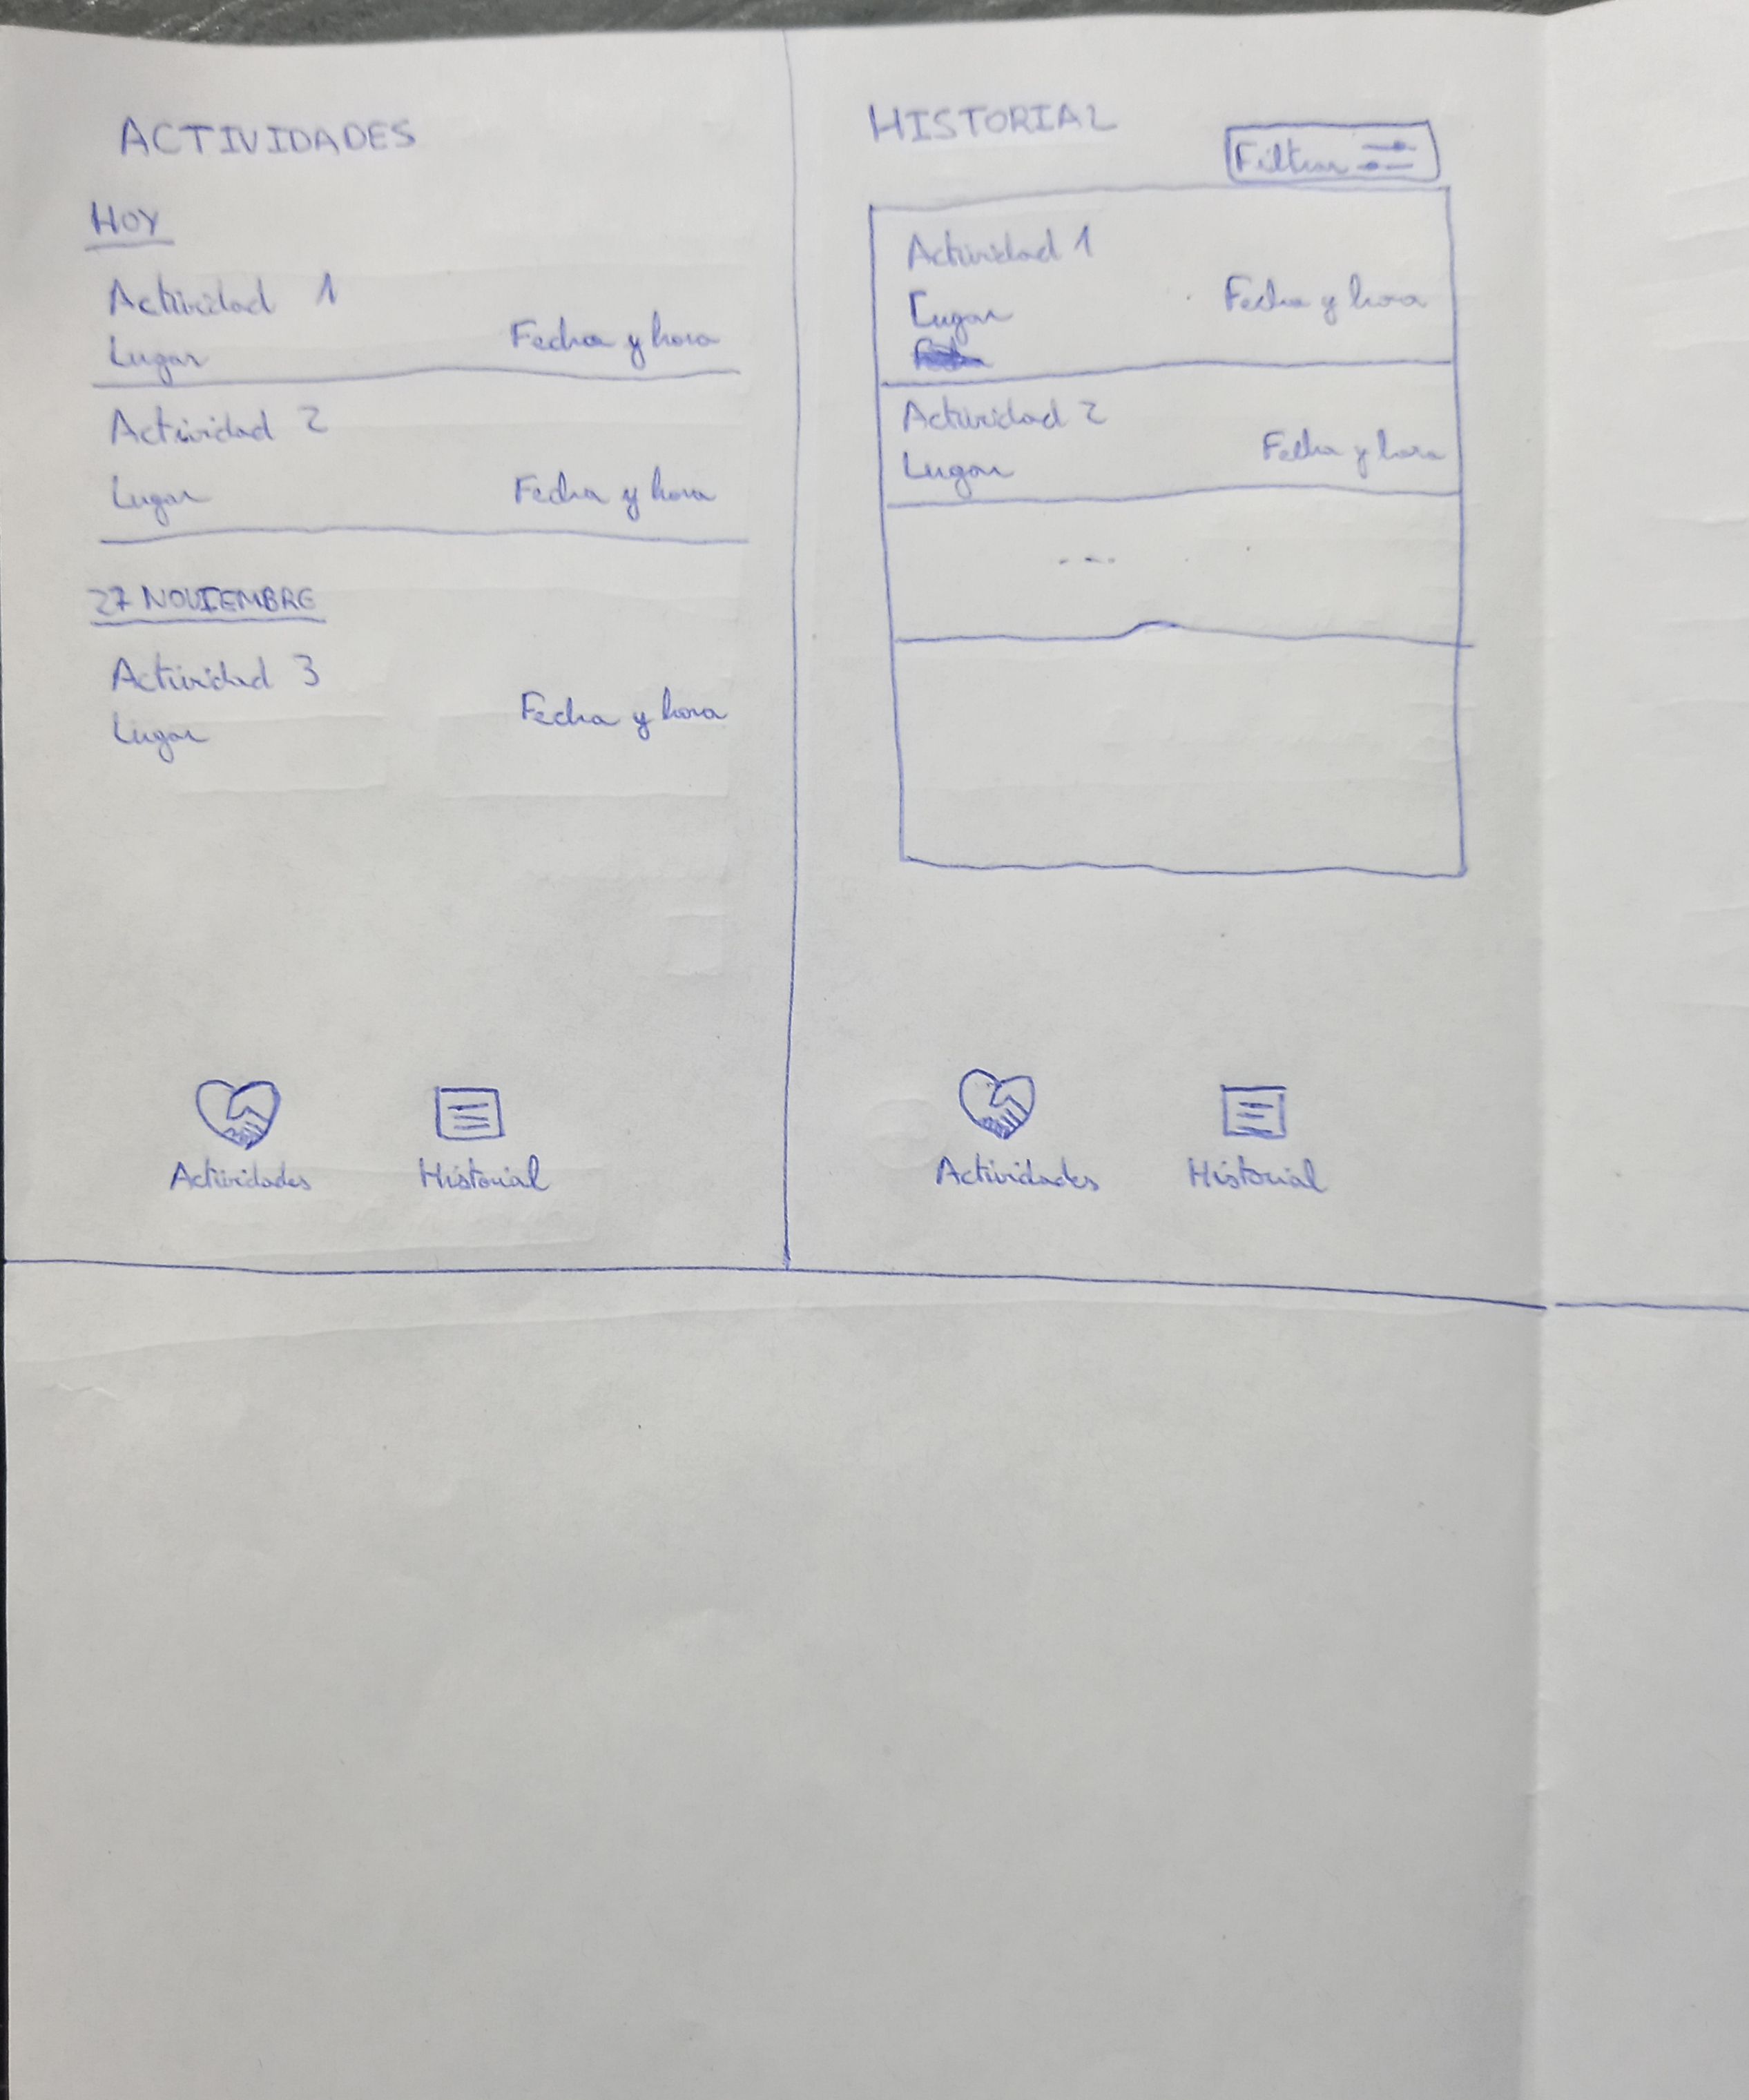 ACTIVIDADES
HOY
Actividad 1
Lugar
Fecha y hora
Actividad 2
Lugar
Fecha y hora
27 NOVIEMBRE
Actividad 3
Lugar
Fecha y hora
Actividades
Historial
HISTORIAL
Filtrar
Actividad 1
Lugar
Fecha y hora
Actividad 2
Lugar
Fecha y hora
...
Actividades
Historial